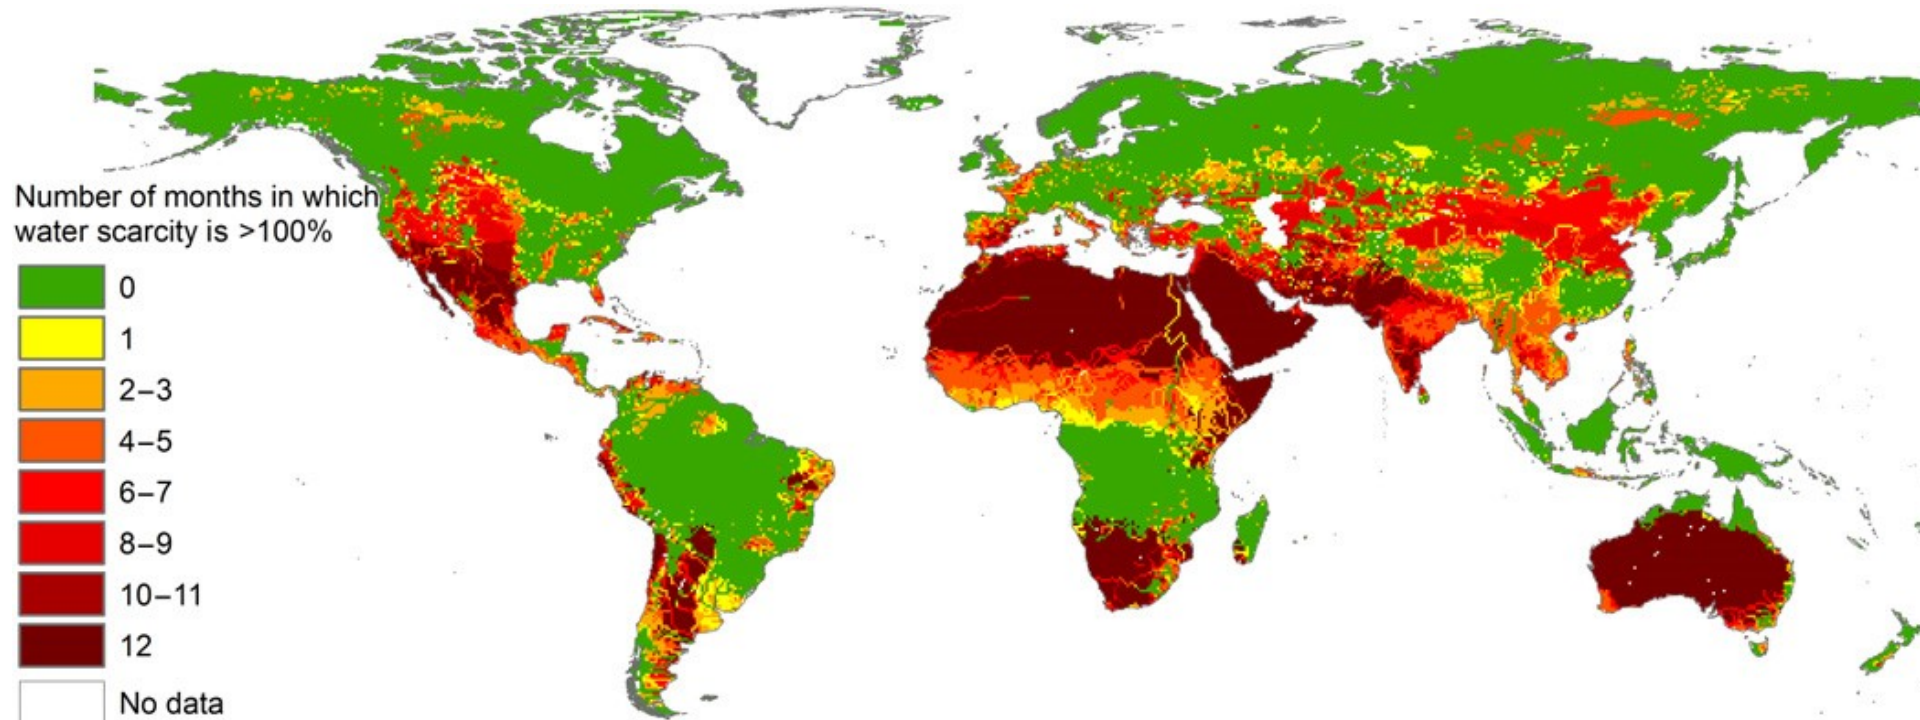 Number of months in which
water scarcity is >100%
0
1
2–3
4–5
6–7
8–9
10–11
12
No data